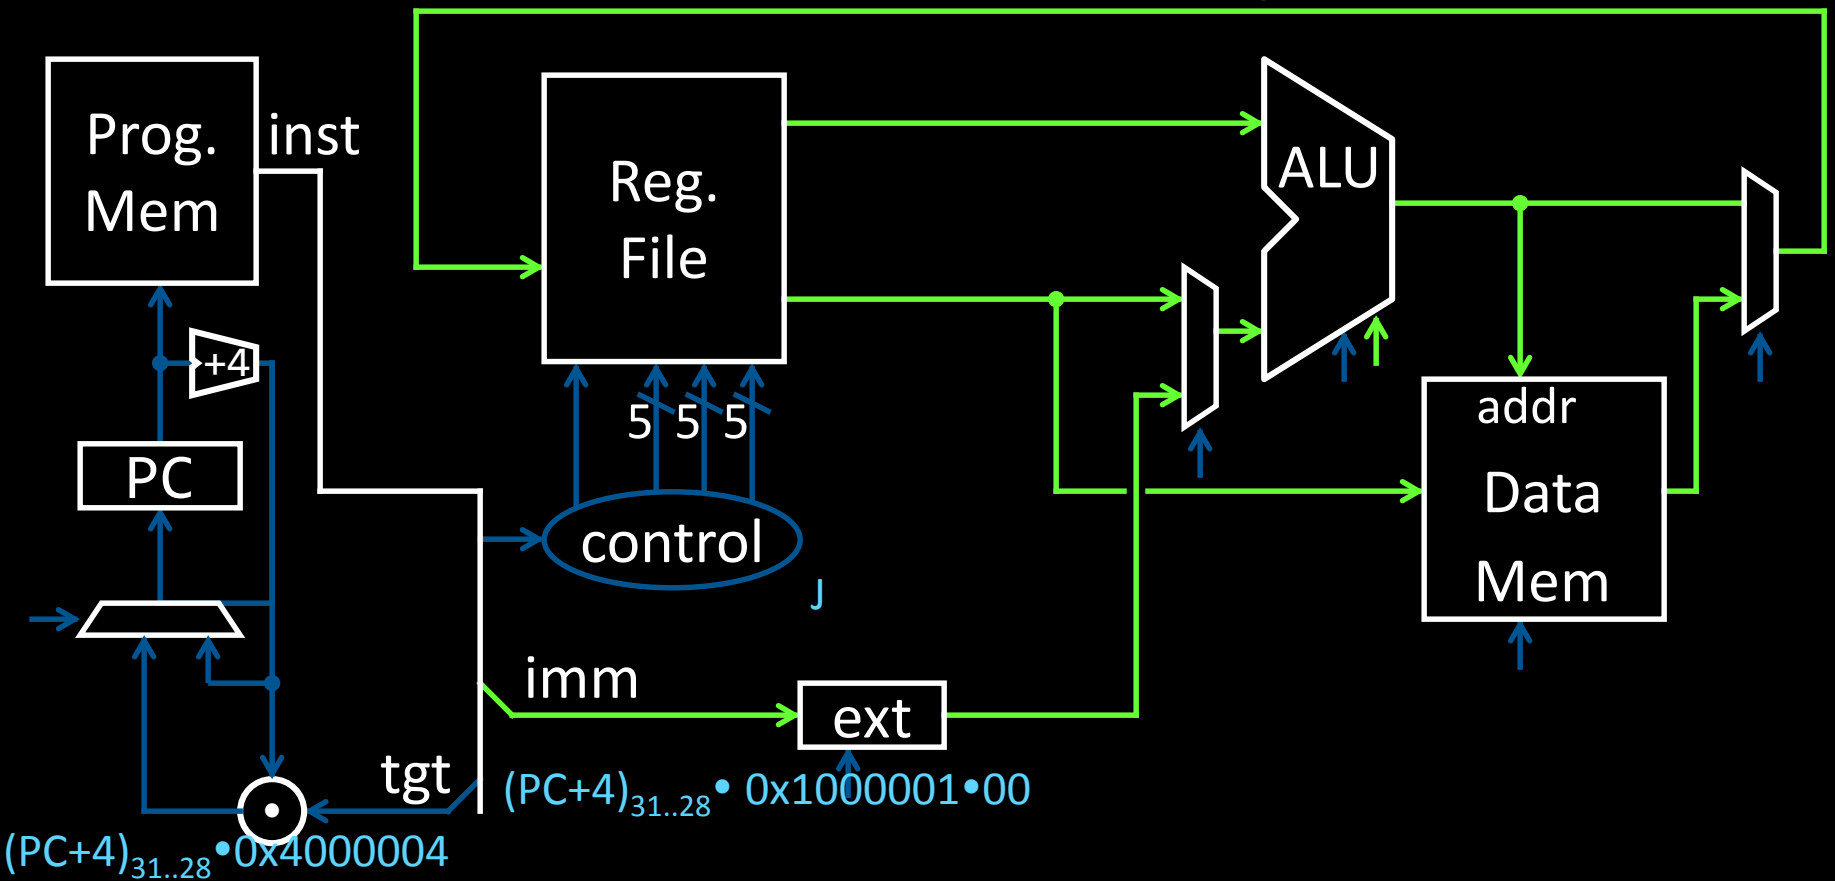 Prog.
Mem
inst
Reg.
File
ALU
+4
5 5 5
addr
PC
Data
control
Mem
J
imm
ext
tgt
(PC+4)31..28 • 0x1000001•00
(PC+4)31..28•0x4000004